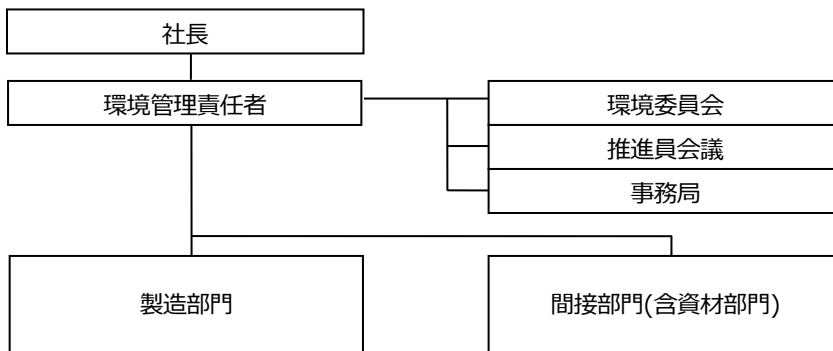 社長
環境管理責任者
環境委員会
推進員会議
事務局
製造部門
間接部門(含資材部門)